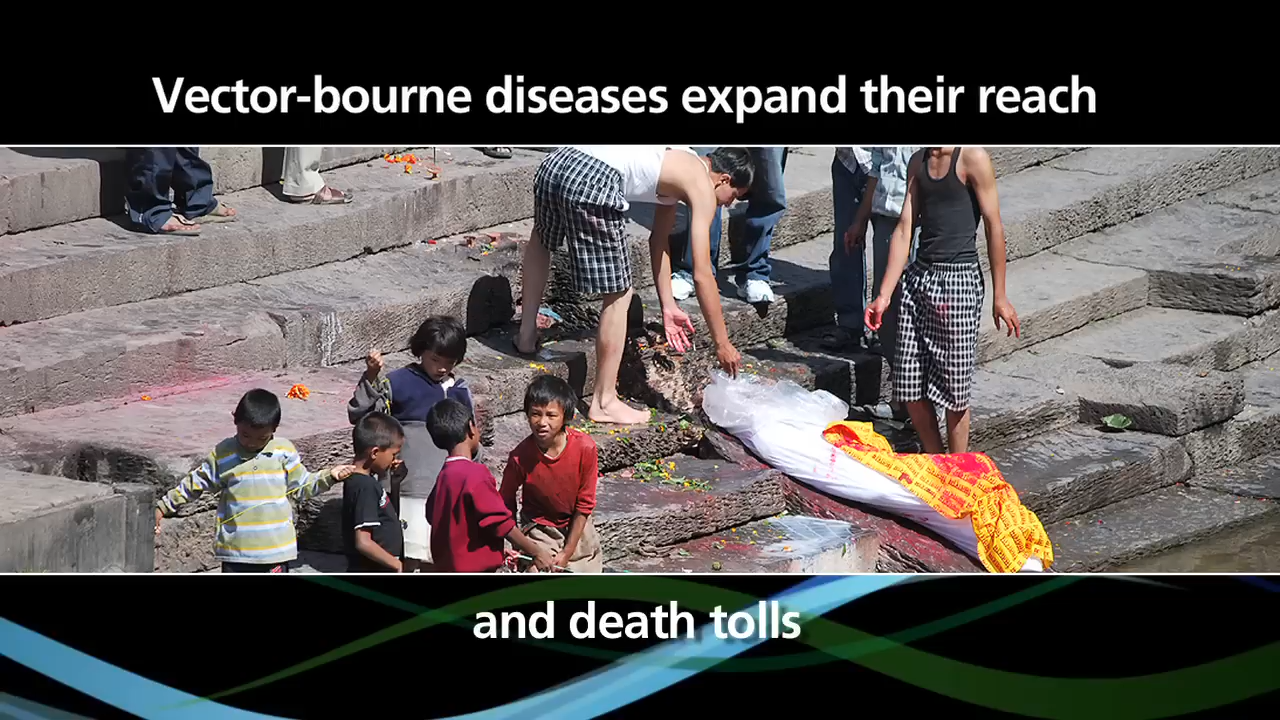 Vector-bourne diseases expand their reach
and death tolls